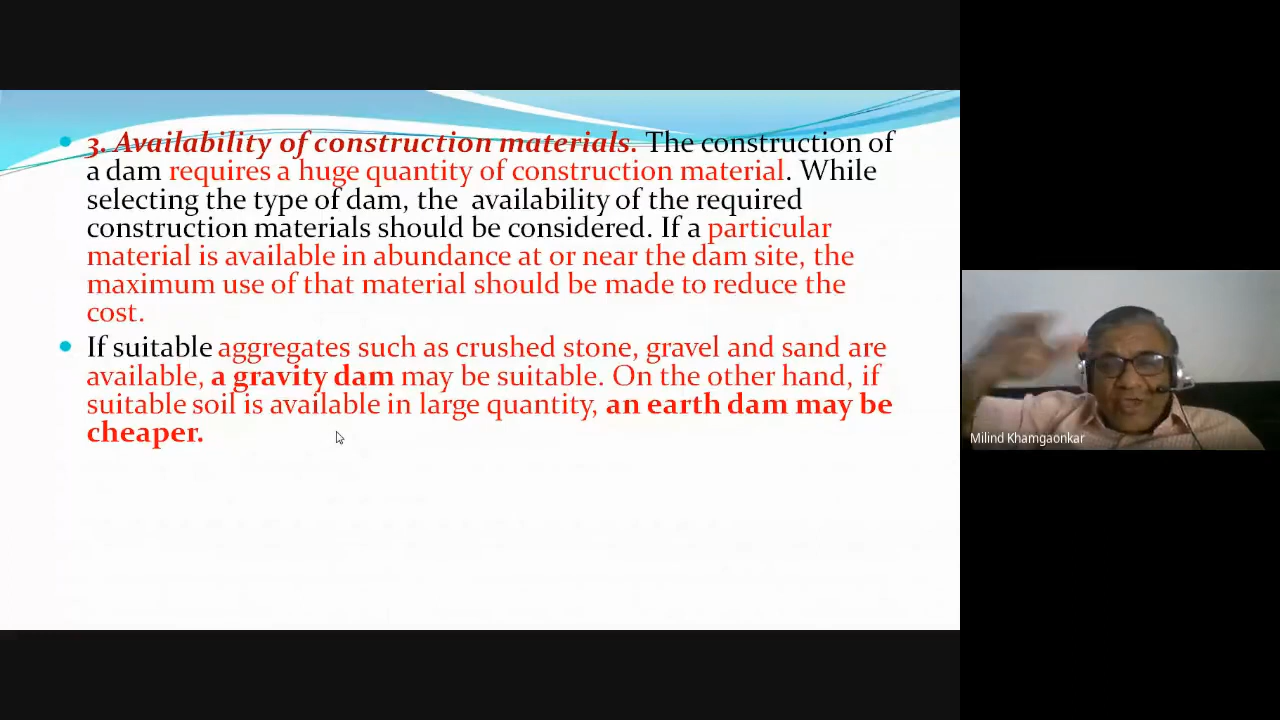 3. Availability of construction materials. The construction of
a dam requires a huge quantity of construction material. While
selecting the type of dam, the availability of the required
construction materials should be considered. If a particular
material is available in abundance at or near the dam site, the
maximum use of that material should be made to reduce the
cost.
If suitable aggregates such as crushed stone, gravel and sand are
available, a gravity dam may be suitable. On the other hand, if
suitable soil is available in large quantity, an earth dam may be
cheaper.
Milind Khamgaonkar